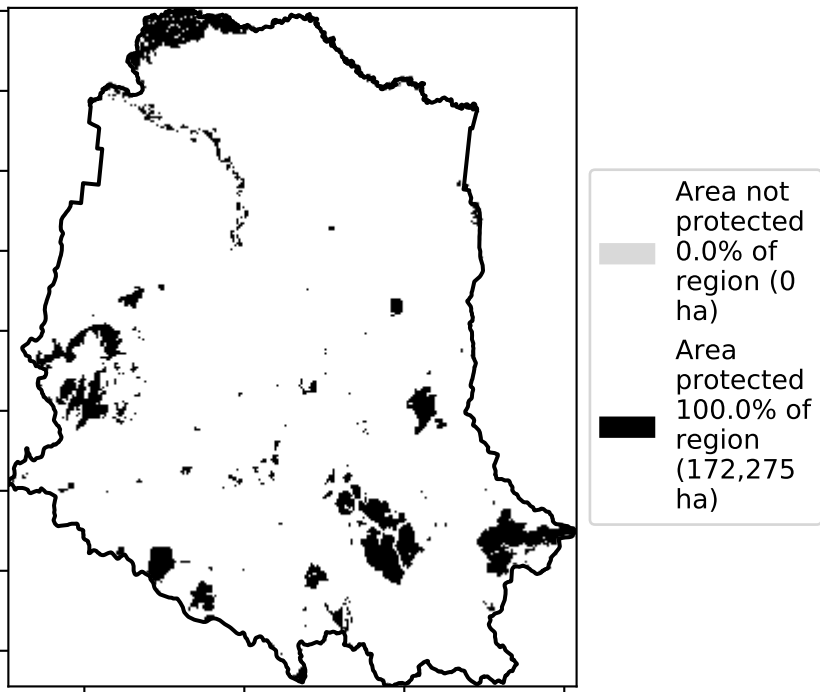 Area not
protected
0.0% of
region (0
ha)
Area
protected
100.0% of
region
(172,275
ha)